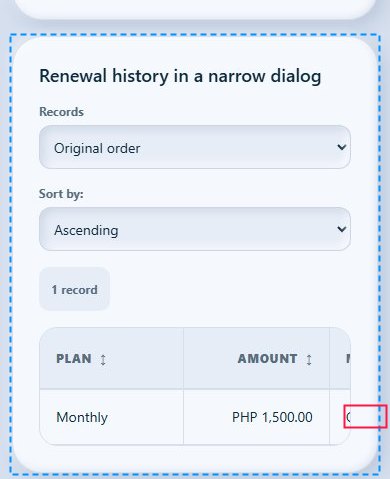 Renewal history in a narrow dialog
Records
Original order
Sort by:
Ascending
1 record
PLAN ↕ AMOUNT ↕
Monthly PHP 1,500.00